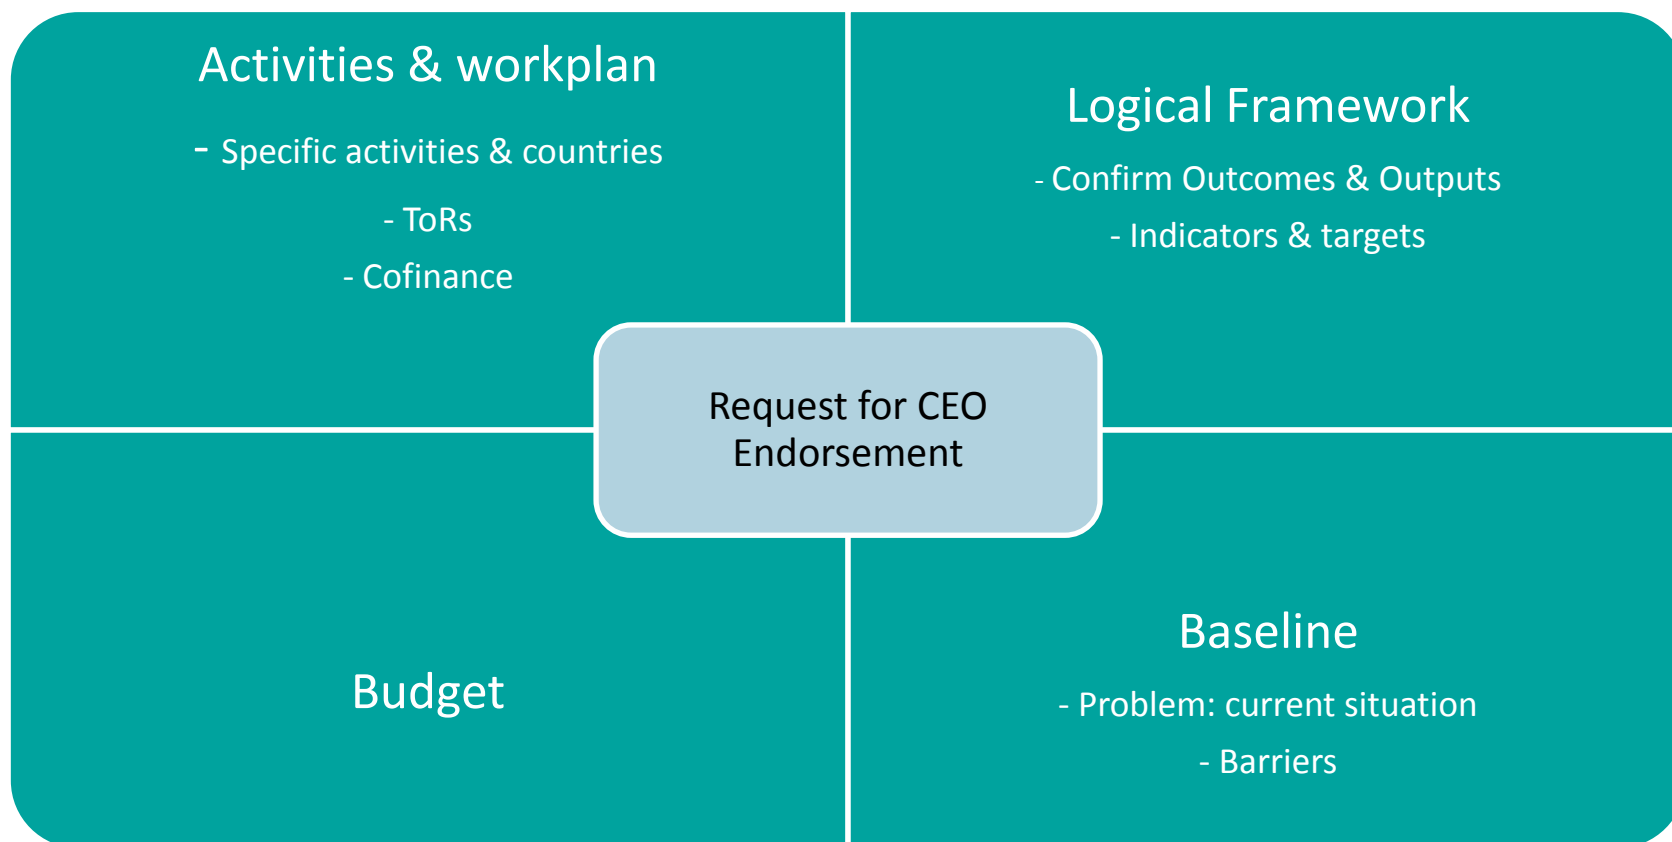 Activities & workplan
- Specific activities & countries
- ToRs
- Cofinance
Logical Framework
- Confirm Outcomes & Outputs
- Indicators & targets
Request for CEO
Endorsement
Budget
Baseline
- Problem: current situation
- Barriers